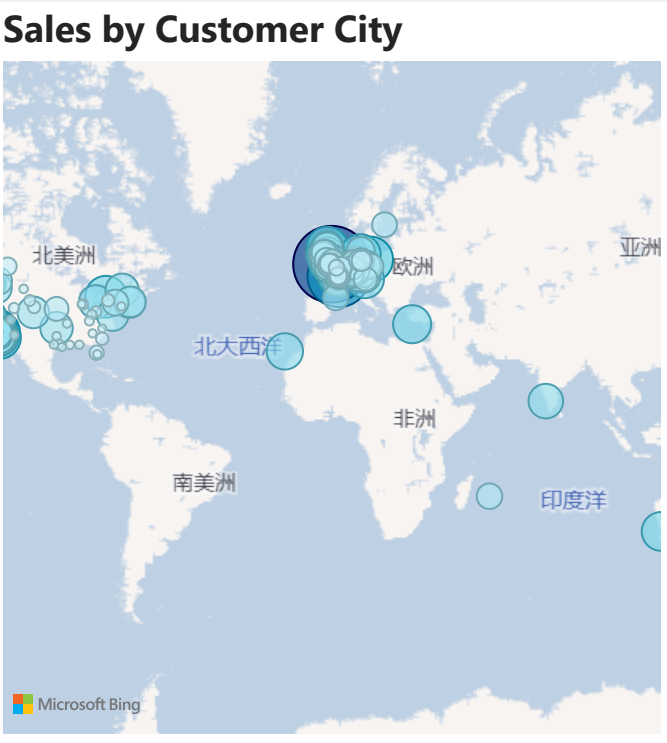 Sales by Customer City
北美洲
欧洲
亚洲
北大西洋
非洲
南美洲
印度洋
Microsoft Bing